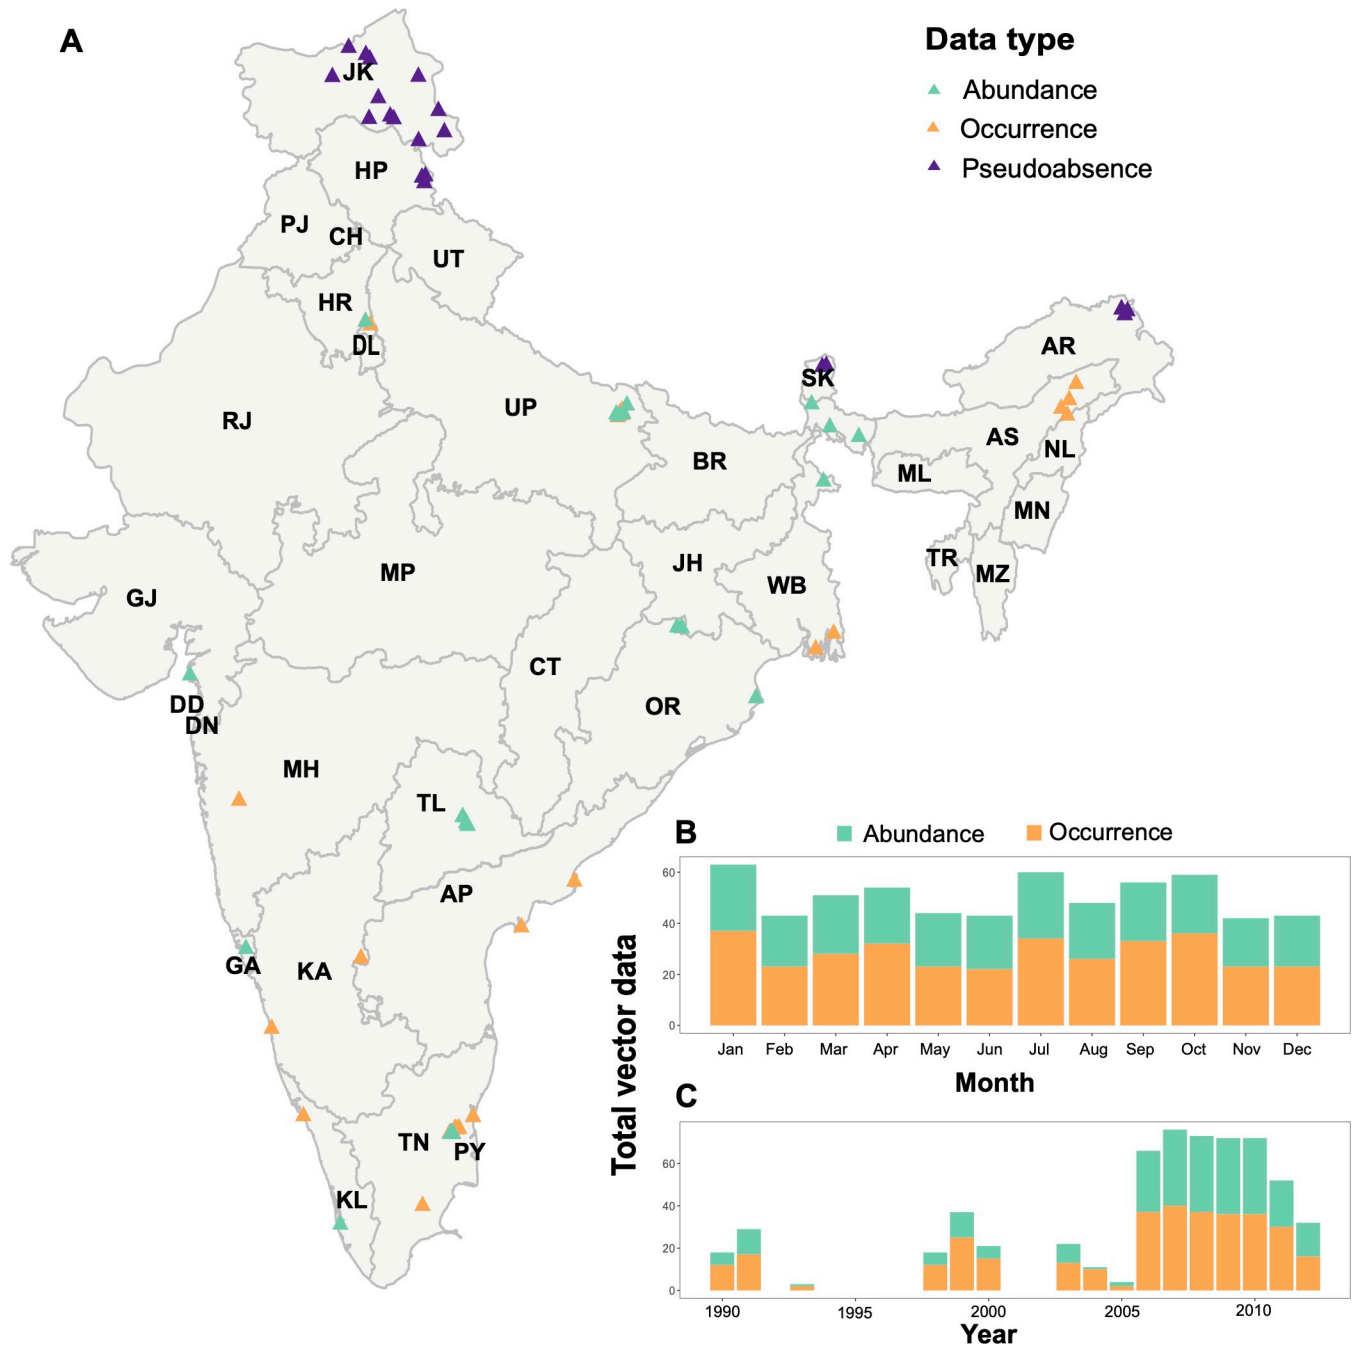 A
Data type
Abundance
Occurrence
Pseudoabsence
JK
HP
PJ
CH
UT
HR
DL
RJ
UP
BR
SK
AR
AS
NL
ML
MN
TR
MZ
GJ
MP
JH
WB
CT
OR
DD
DN
MH
TL
AP
GA
KA
TN
PY
KL
B
Abundance
Occurrence
60
40
20
0
Jan Feb Mar Apr May Jun Jul Aug Sep Oct Nov Dec
Month
Total vector data
C
60
40
20
0
1990 1995 2000 2005 2010
Year